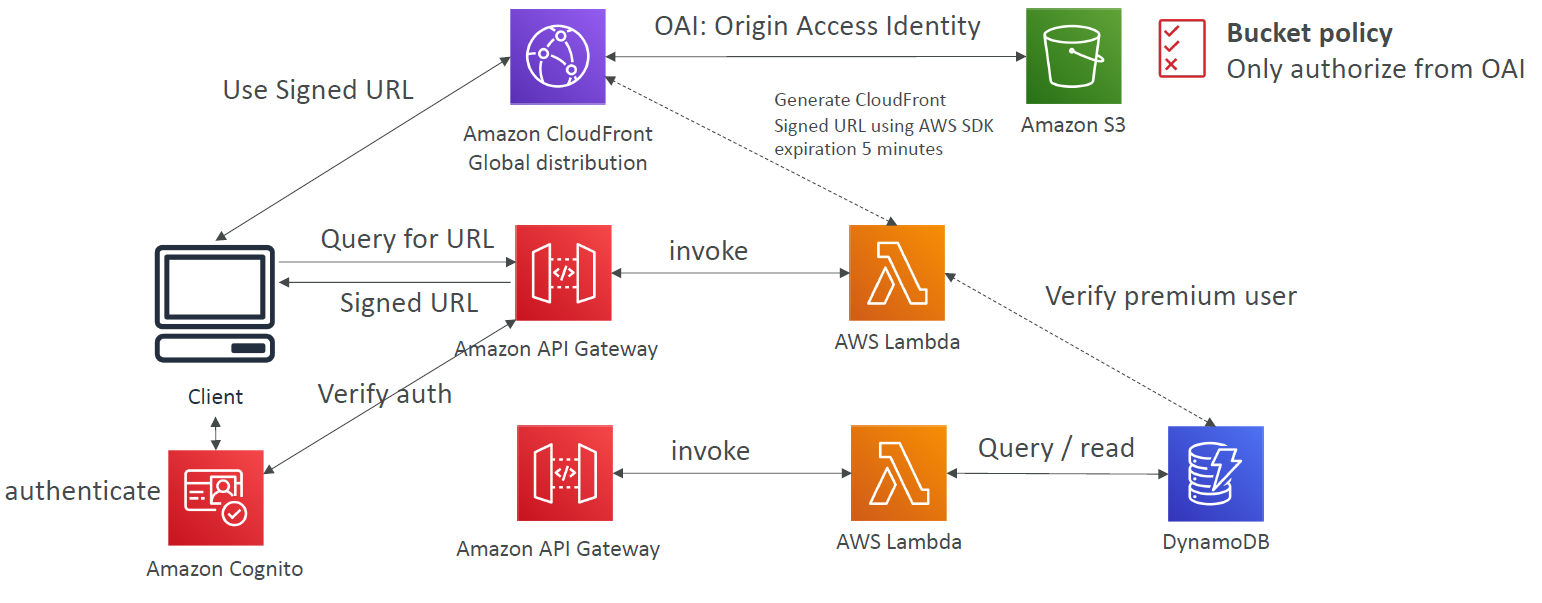 OAI: Origin Access Identity
Bucket policy
Only authorize from OAI
Use Signed URL
Generate CloudFront
Signed URL using AWS SDK
expiration 5 minutes
Amazon S3
Amazon CloudFront
Global distribution
Query for URL
invoke
Signed URL
Verify premium user
Amazon API Gateway
AWS Lambda
Client
Verify auth
invoke
Query / read
authenticate
Amazon Cognito
Amazon API Gateway
AWS Lambda
DynamoDB